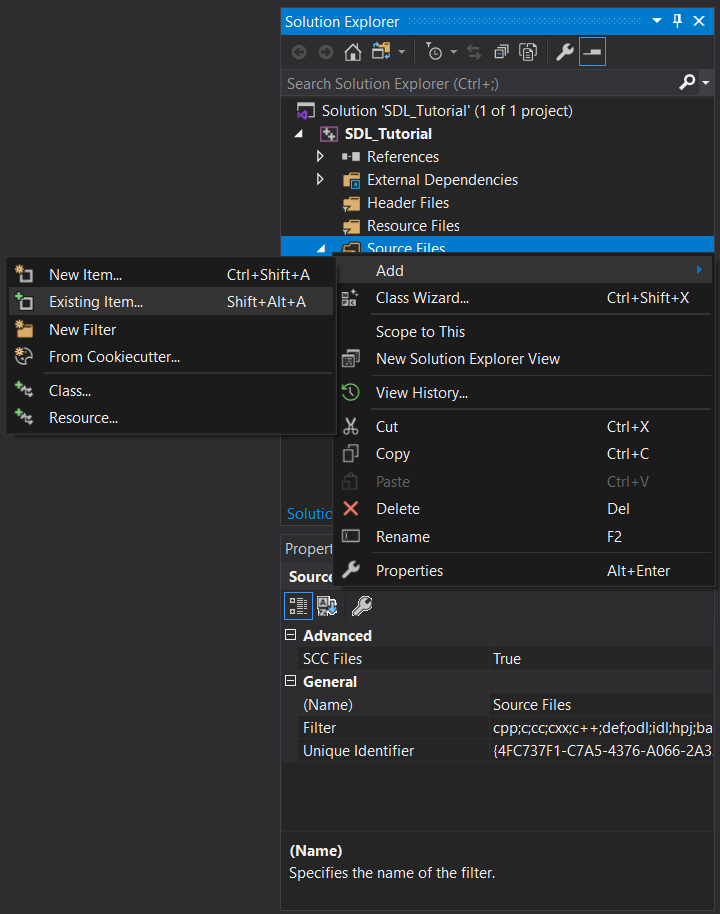 Solution Explorer
Search Solution Explorer (Ctrl+;)
Solution 'SDL_Tutorial' (1 of 1 project)
SDL_Tutorial
References
External Dependencies
Header Files
Resource Files
Source Files
New Item... Ctrl+Shift+A
Existing Item... Shift+Alt+A
New Filter
From Cookiecutter...
Class...
Resource...
Add
Class Wizard... Ctrl+Shift+X
Scope to This
New Solution Explorer View
View History...
Cut Ctrl+X
Copy Ctrl+C
Paste Ctrl+V
Delete Del
Rename F2
Properties Alt+Enter
Solutio
Propert
Source
Advanced
SCC Files True
General
(Name) Source Files
Filter cpp;c;cc;cxx;c++;def;odl;idl;hpj;ba
Unique Identifier {4FC737F1-C7A5-4376-A066-2A3
(Name)
Specifies the name of the filter.